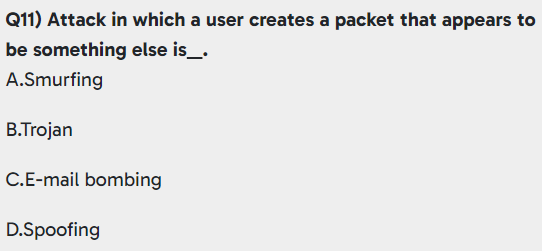 Q11) Attack in which a user creates a packet that appears to
be something else is__.
A.Smurfing
B.Trojan
C.E-mail bombing
D.Spoofing